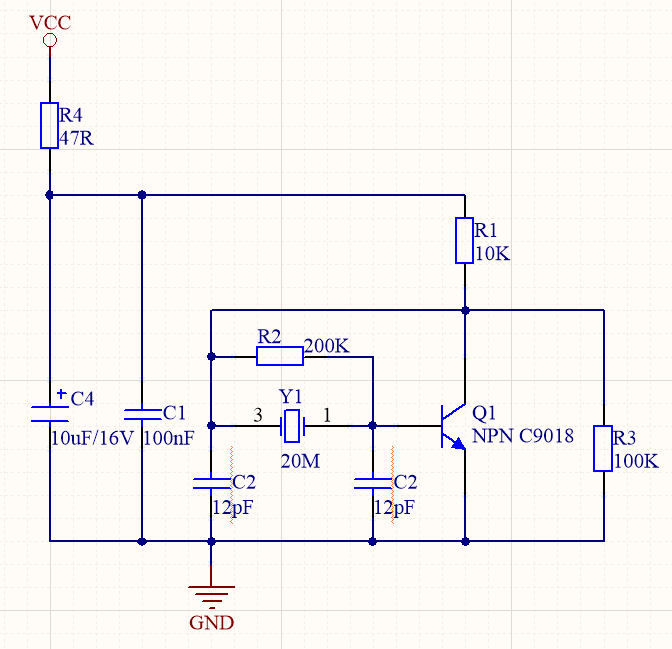 VCC
R4
47R
R1
10K
R2
200K
Y1
3
1
20M
C4
10uF/16V
C1
100nF
Q1
NPN C9018
R3
100K
C2
12pF
C2
12pF
GND